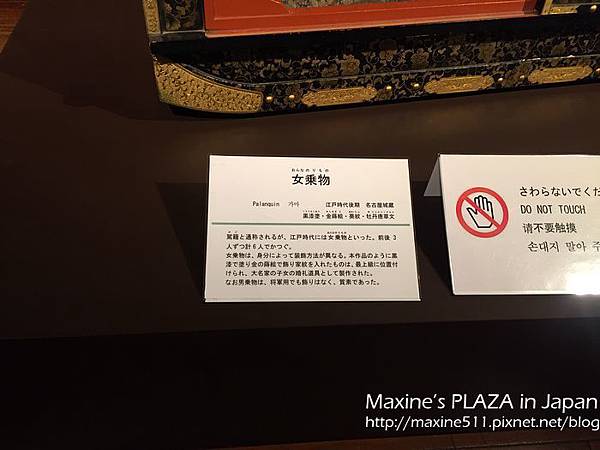 おんなのりもの
女乗物
Palanquin 가마 江戸時代後期 名古屋城蔵
黒漆塗・金蒔絵・葵紋・牡丹唐草文
駕籠と通称されるが、江戸時代には女乗物といった。前後3
人ずつ計6人でかつぐ。
女乗物は、身分によって装飾方法が異なる。本作品のように黒
漆で塗り金の蒔絵で飾り家紋を入れたものは、最上級に位置付
けられ、大名家の子女の婚礼道具として製作された。
なお男乗物は、将軍用でも飾りはなく、質素であった。
さわらないでくだ
DO NOT TOUCH
请不要触摸
손대지 말아 주
Maxine's PLAZA in Japan
http://maxine511.pixnet.net/blog